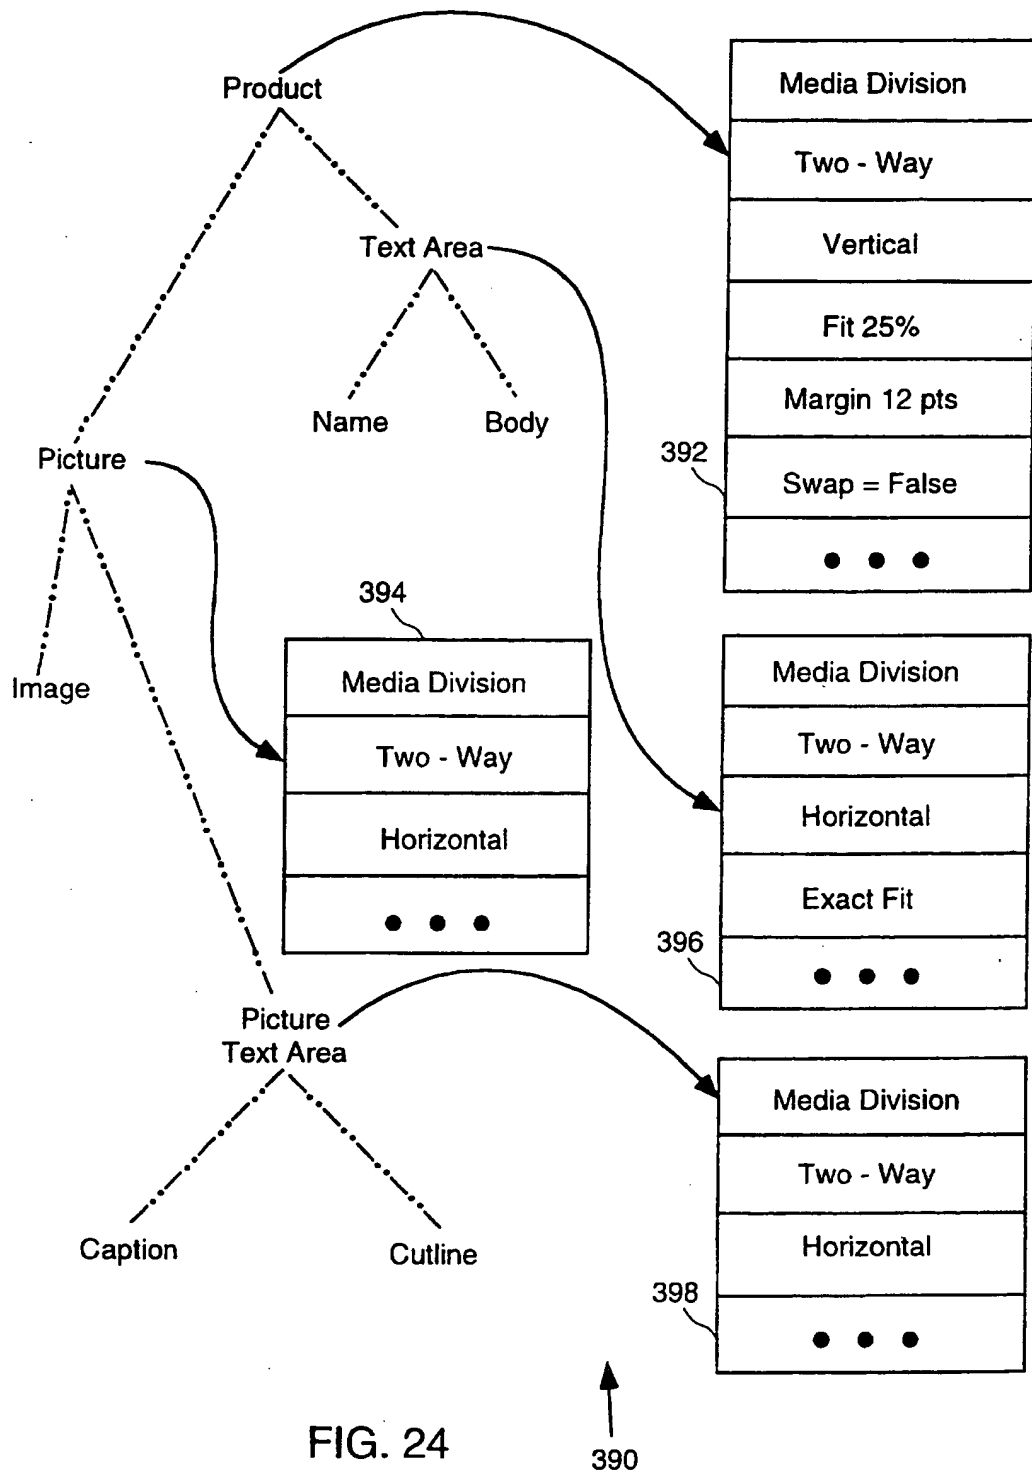 Product
Text Area
Name
Body
Picture
Image
Picture
Text Area
Caption
Cutline
392
Media Division
Two - Way
Vertical
Fit 25%
Margin 12 pts
Swap = False
394
Media Division
Two - Way
Horizontal
396
Media Division
Two - Way
Horizontal
Exact Fit
398
Media Division
Two - Way
Horizontal
FIG. 24
390